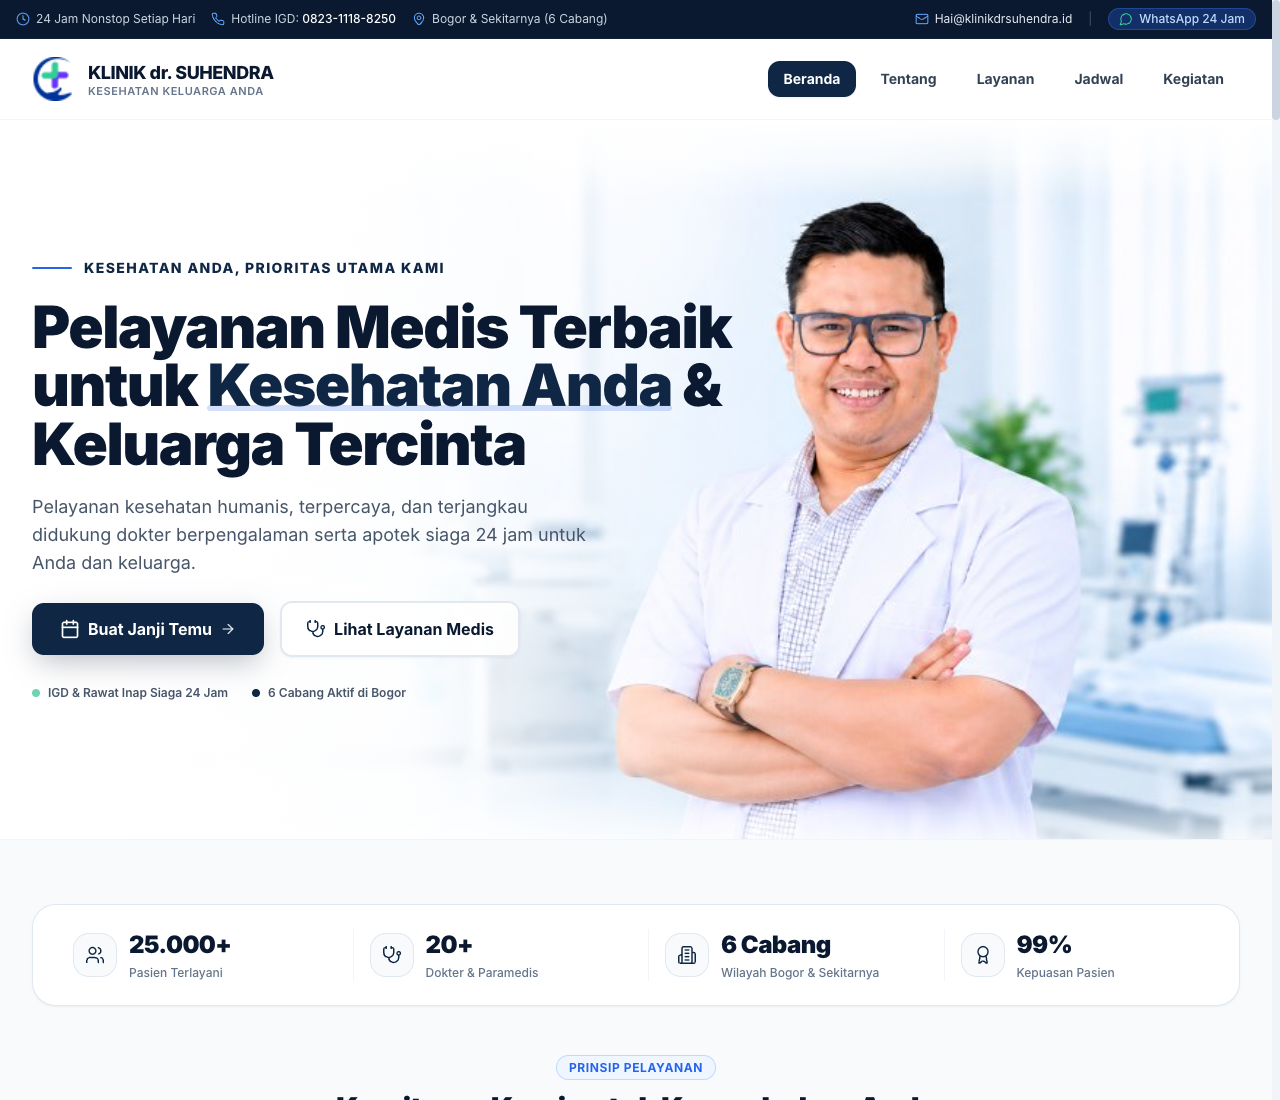 24 Jam Nonstop Setiap Hari
Hotline IGD: 0823-1118-8250
Bogor & Sekitarnya (6 Cabang)
Hai@klinikdrsuhendra.id
WhatsApp 24 Jam
KLINIK dr. SUHENDRA
KESEHATAN KELUARGA ANDA
Beranda
Tentang
Layanan
Jadwal
Kegiatan
KESEHATAN ANDA, PRIORITAS UTAMA KAMI
Pelayanan Medis Terbaik
untuk Kesehatan Anda &
Keluarga Tercinta
Pelayanan kesehatan humanis, terpercaya, dan terjangkau
didukung dokter berpengalaman serta apotek siaga 24 jam untuk
Anda dan keluarga.
Buat Janji Temu
Lihat Layanan Medis
IGD & Rawat Inap Siaga 24 Jam
6 Cabang Aktif di Bogor
25.000+
Pasien Terlayani
20+
Dokter & Paramedis
6 Cabang
Wilayah Bogor & Sekitarnya
99%
Kepuasan Pasien
PRINSIP PELAYANAN